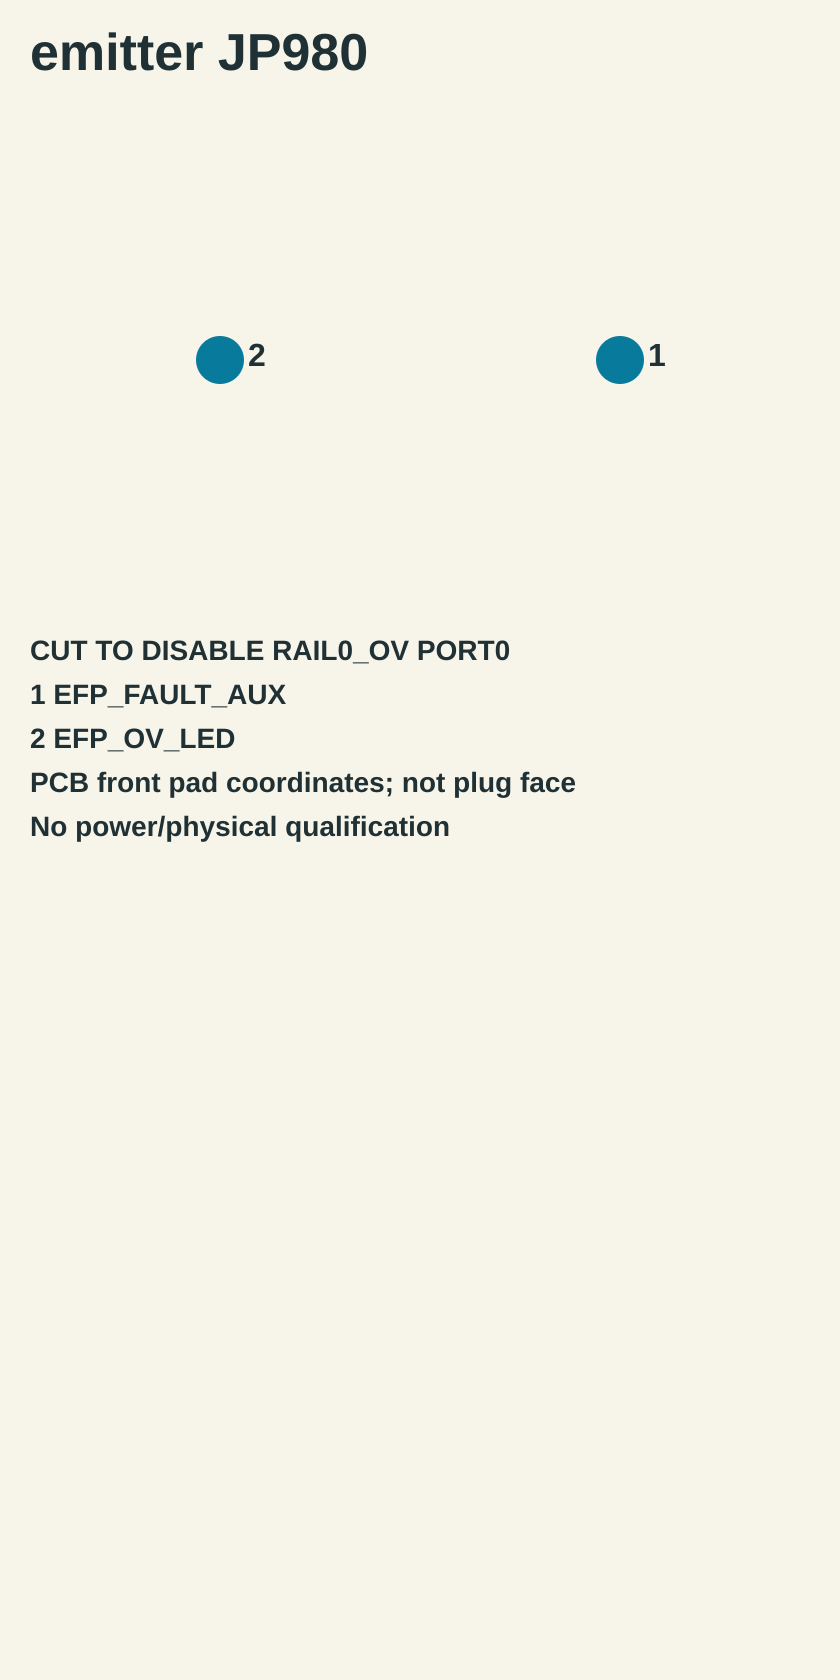 emitter JP980
2
1
CUT TO DISABLE RAIL0_OV PORT0
1 EFP_FAULT_AUX
2 EFP_OV_LED
PCB front pad coordinates; not plug face
No power/physical qualification